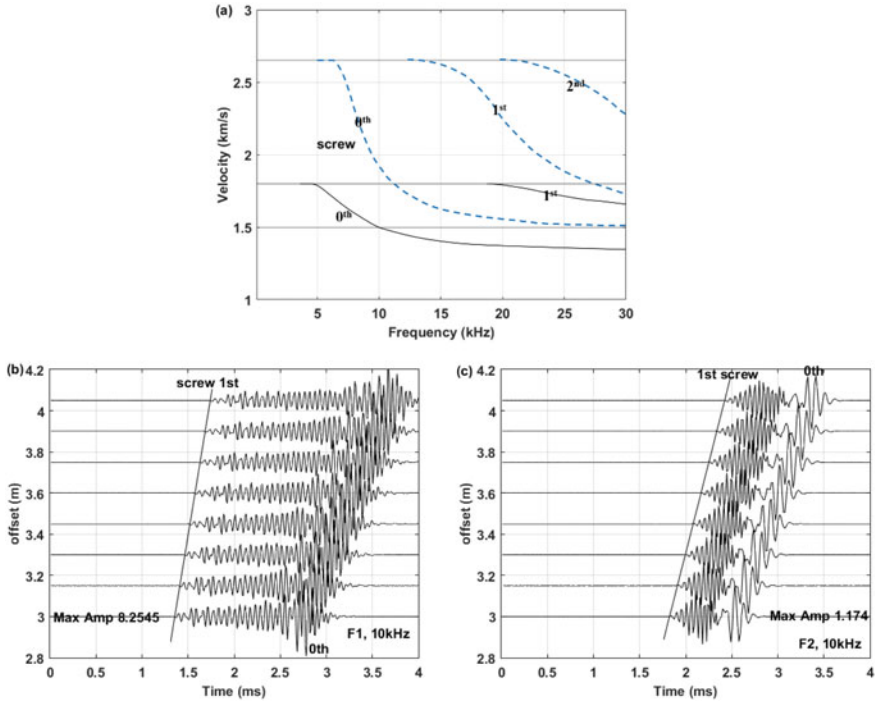 (a)
3
2.5
2
1.5
1
Velocity (km/s)
0th
screw
1st
2nd
0th
1st
5 10 15 20 25 30
Frequency (kHz)
(b)
4.2
4
3.8
3.6
3.4
3.2
3
2.8
offset (m)
screw 1st
Max Amp 8.2545
F1, 10kHz
0th
0 0.5 1 1.5 2 2.5 3 3.5 4
Time (ms)
(c)
4.2
4
3.8
3.6
3.4
3.2
3
2.8
offset (m)
1st screw
0th
Max Amp 1.174
F2, 10kHz
0 0.5 1 1.5 2 2.5 3 3.5 4
Time (ms)